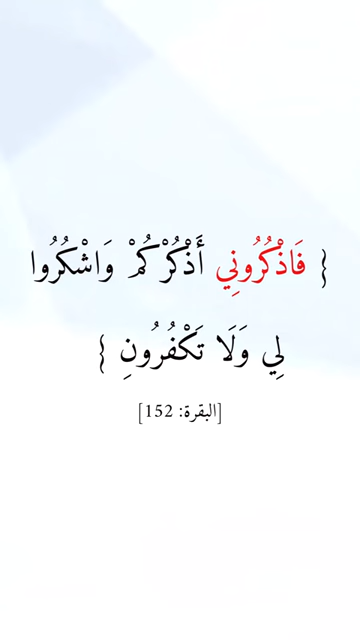 { فَاذْكُرُونِي أَذْكُرْكُمْ وَاشْكُرُوا
لِي وَلَا تَكْفُرُونِ }
[البقرة: 152]